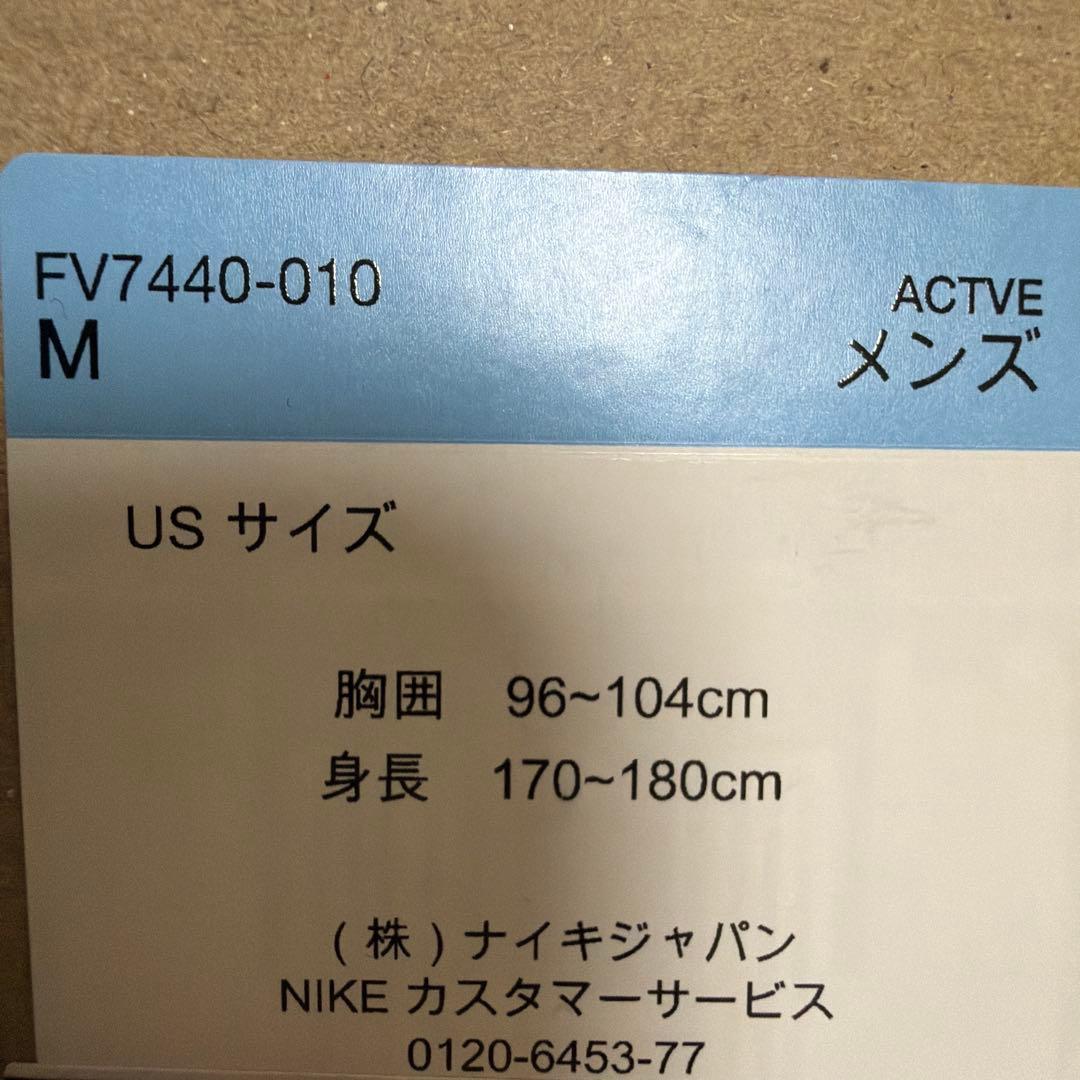 FV7440-010
ACTVE
M
メンズ
US サイズ
胸囲 96~104cm
身長 170~180cm
(株)ナイキジャパン
NIKE カスタマーサービス
0120-6453-77